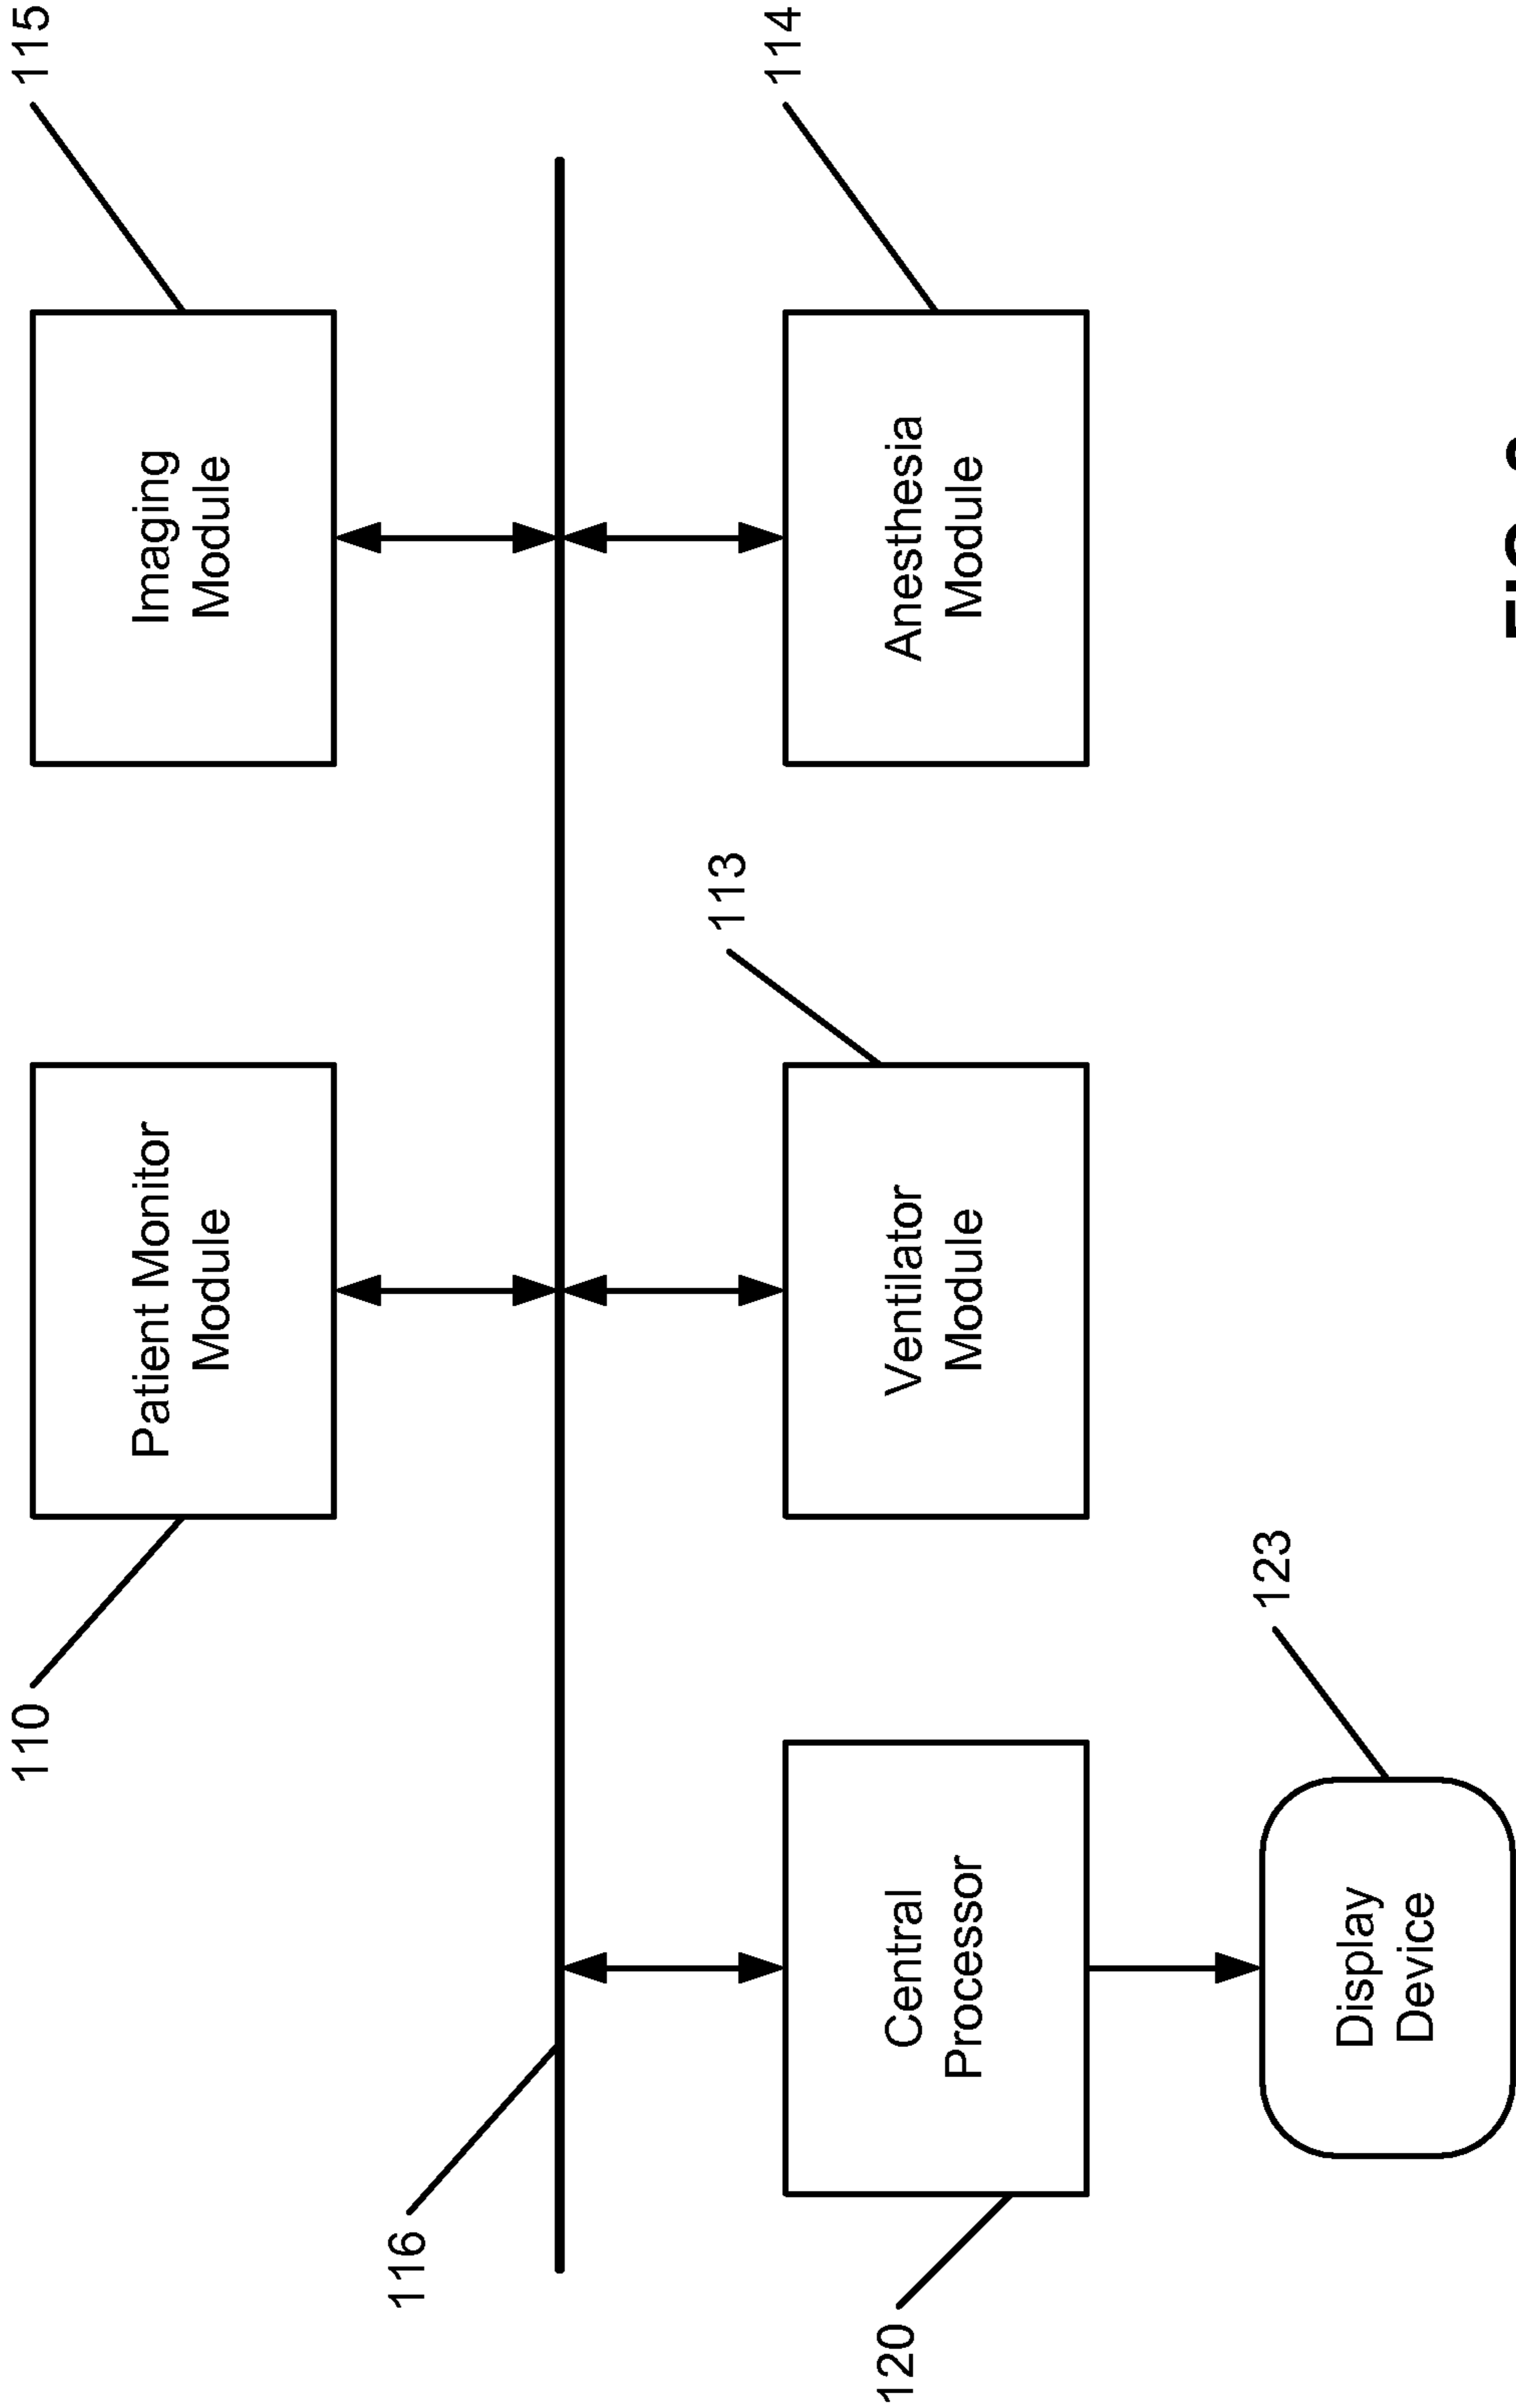 110
Patient Monitor
Module
Imaging
Module
115
116
120
Central
Processor
Ventilator
Module
113
Anesthesia
Module
114
Display
Device
123